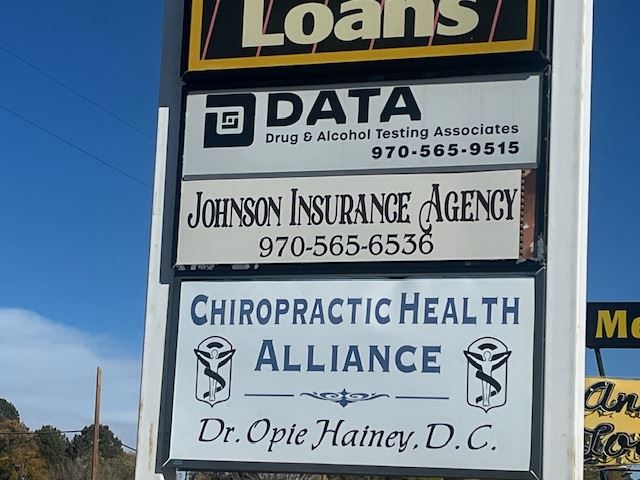 Loans
DATA
Drug & Alcohol Testing Associates
970-565-9515
JOHNSON INSURANCE AGENCY
970-565-6536
CHIROPRACTIC HEALTH
ALLIANCE
Dr. Opie Hainey, D.C.